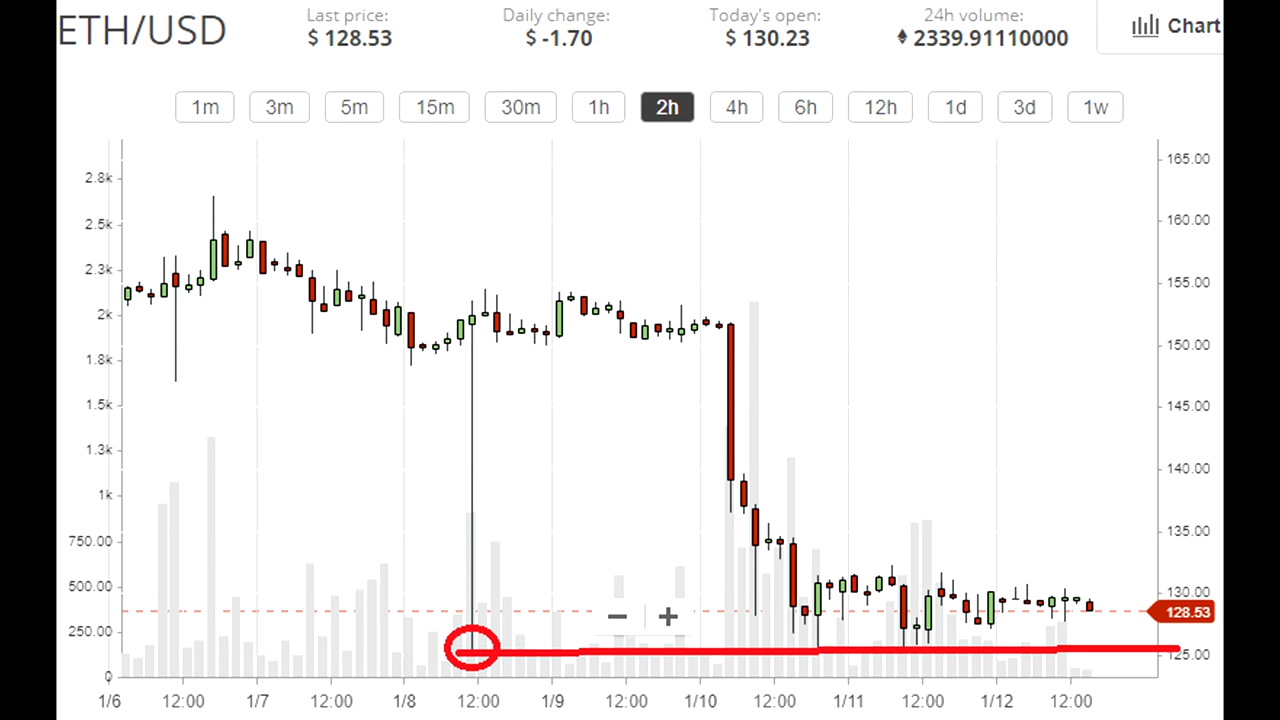 ETH/USD
Last price: Daily change: Today's open: 24h volume:
$ 128.53 $ -1.70 $ 130.23 2339.91110000
Chart
1m 3m 5m 15m 30m 1h 2h 4h 6h 12h 1d 3d 1w
2.8k
2.5k
2.3k
2k
1.8k
1.5k
1.3k
1k
750.00
500.00
250.00
0
165.00
160.00
155.00
150.00
145.00
140.00
135.00
130.00
128.53
125.00
1/6 12:00 1/7 12:00 1/8 12:00 1/9 12:00 1/10 12:00 1/11 12:00 1/12 12:00